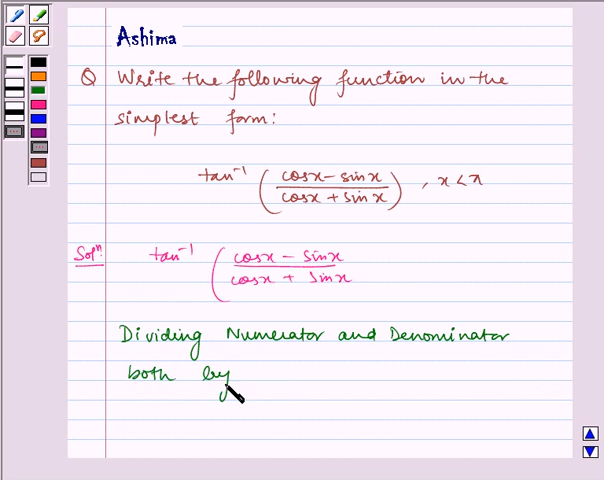 Ashima
Q Write the following function in the
simplest form:
tan⁻¹ (cosx - sinx / cosx + sinx) , x < π
Solⁿ. tan⁻¹ (cosx - sinx / cosx + sinx
Dividing Numerator and Denominator
both by